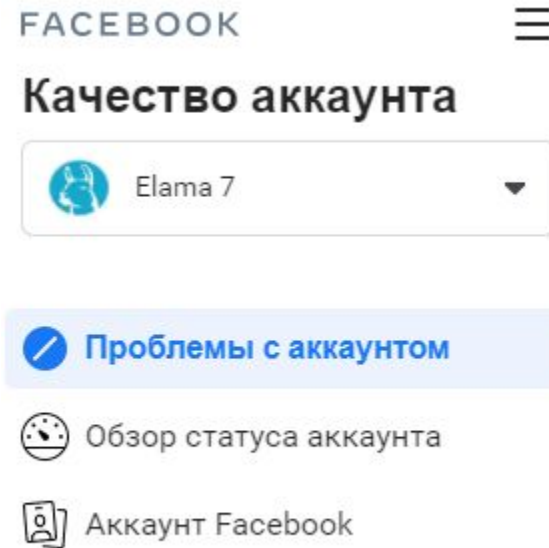 FACEBOOK
Качество аккаунта
Elama 7
Проблемы с аккаунтом
Обзор статуса аккаунта
Аккаунт Facebook